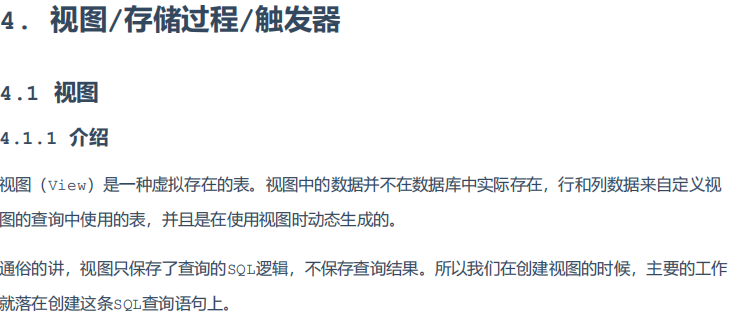 4. 视图/存储过程/触发器
4.1 视图
4.1.1 介绍
视图（View）是一种虚拟存在的表。视图中的数据并不在数据库中实际存在，行和列数据来自定义视
图的查询中使用的表，并且是在使用视图时动态生成的。
通俗的讲，视图只保存了查询的SQL逻辑，不保存查询结果。所以我们在创建视图的时候，主要的工作
就落在创建这条SQL查询语句上。